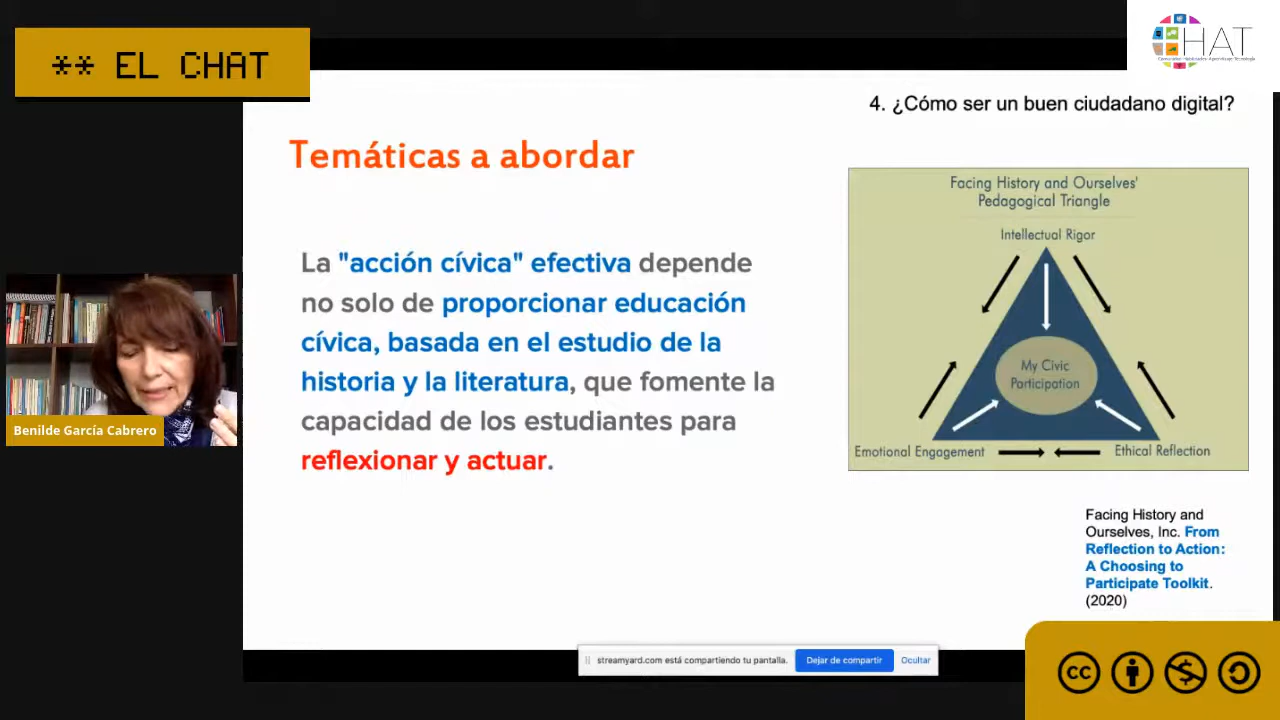 ** EL CHAT
HAT
4. ¿Cómo ser un buen ciudadano digital?
Temáticas a abordar
La "acción cívica" efectiva depende
no solo de proporcionar educación
cívica, basada en el estudio de la
historia y la literatura, que fomente la
capacidad de los estudiantes para
reflexionar y actuar.
Facing History and Ourselves'
Pedagogical Triangle
Intellectual Rigor
My Civic
Participation
Emotional Engagement
Ethical Reflection
Facing History and
Ourselves, Inc. From
Reflection to Action:
A Choosing to
Participate Toolkit.
(2020)
Benilde García Cabrero
streamyard.com está compartiendo tu pantalla.
Dejar de compartir
Ocultar
CC